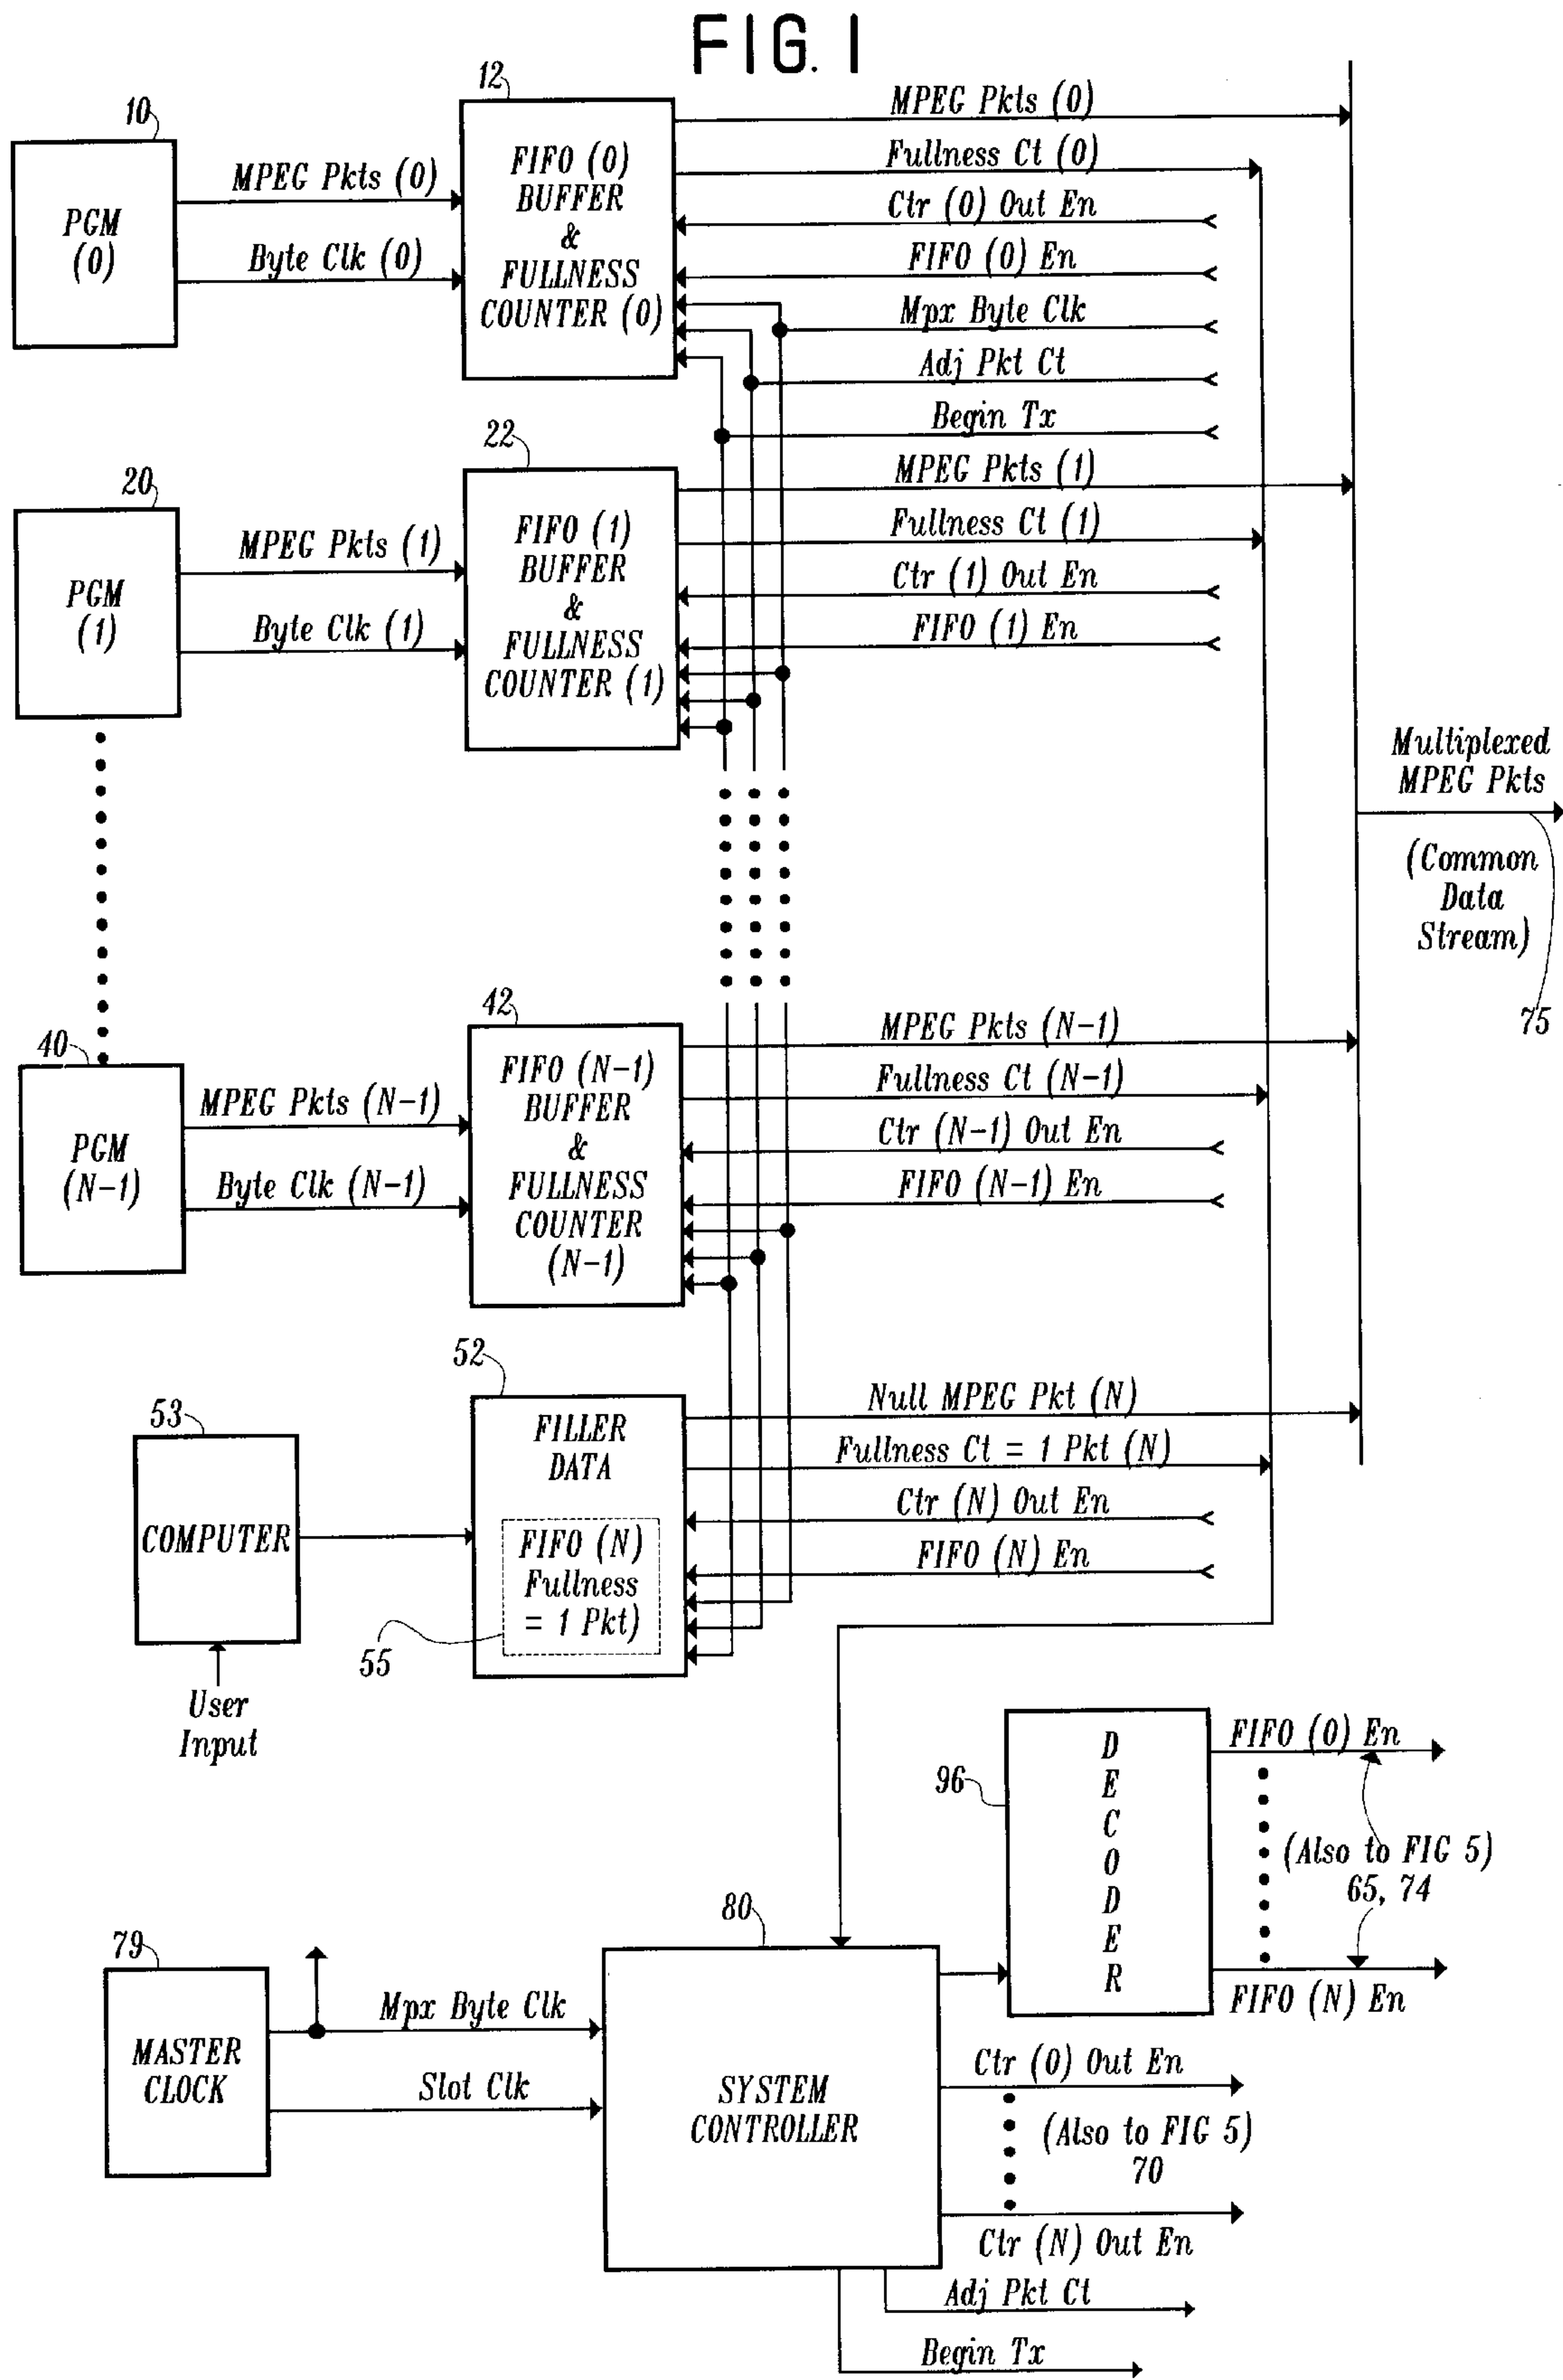 FIG. 1
10
12
PGM
(0)
MPEG Pkts (0)
Byte Clk (0)
FIFO (0)
BUFFER
&
FULLNESS
COUNTER (0)
MPEG Pkts (0)
Fullness Ct (0)
Ctr (0) Out En
FIFO (0) En
Mpx Byte Clk
Adj Pkt Ct
Begin Tx
20
22
PGM
(1)
MPEG Pkts (1)
Byte Clk (1)
FIFO (1)
BUFFER
&
FULLNESS
COUNTER (1)
MPEG Pkts (1)
Fullness Ct (1)
Ctr (1) Out En
FIFO (1) En
Multiplexed
MPEG Pkts
(Common
Data
Stream)
75
40
42
PGM
(N-1)
MPEG Pkts (N-1)
Byte Clk (N-1)
FIFO (N-1)
BUFFER
&
FULLNESS
COUNTER
(N-1)
MPEG Pkts (N-1)
Fullness Ct (N-1)
Ctr (N-1) Out En
FIFO (N-1) En
53
52
COMPUTER
User
Input
FILLER
DATA
FIFO (N)
Fullness
= 1 Pkt)
55
Null MPEG Pkt (N)
Fullness Ct = 1 Pkt (N)
Ctr (N) Out En
FIFO (N) En
96
DECODER
FIFO (0) En
(Also to FIG 5)
65, 74
FIFO (N) En
79
80
MASTER
CLOCK
Mpx Byte Clk
Slot Clk
SYSTEM
CONTROLLER
Ctr (0) Out En
(Also to FIG 5)
70
Ctr (N) Out En
Adj Pkt Ct
Begin Tx